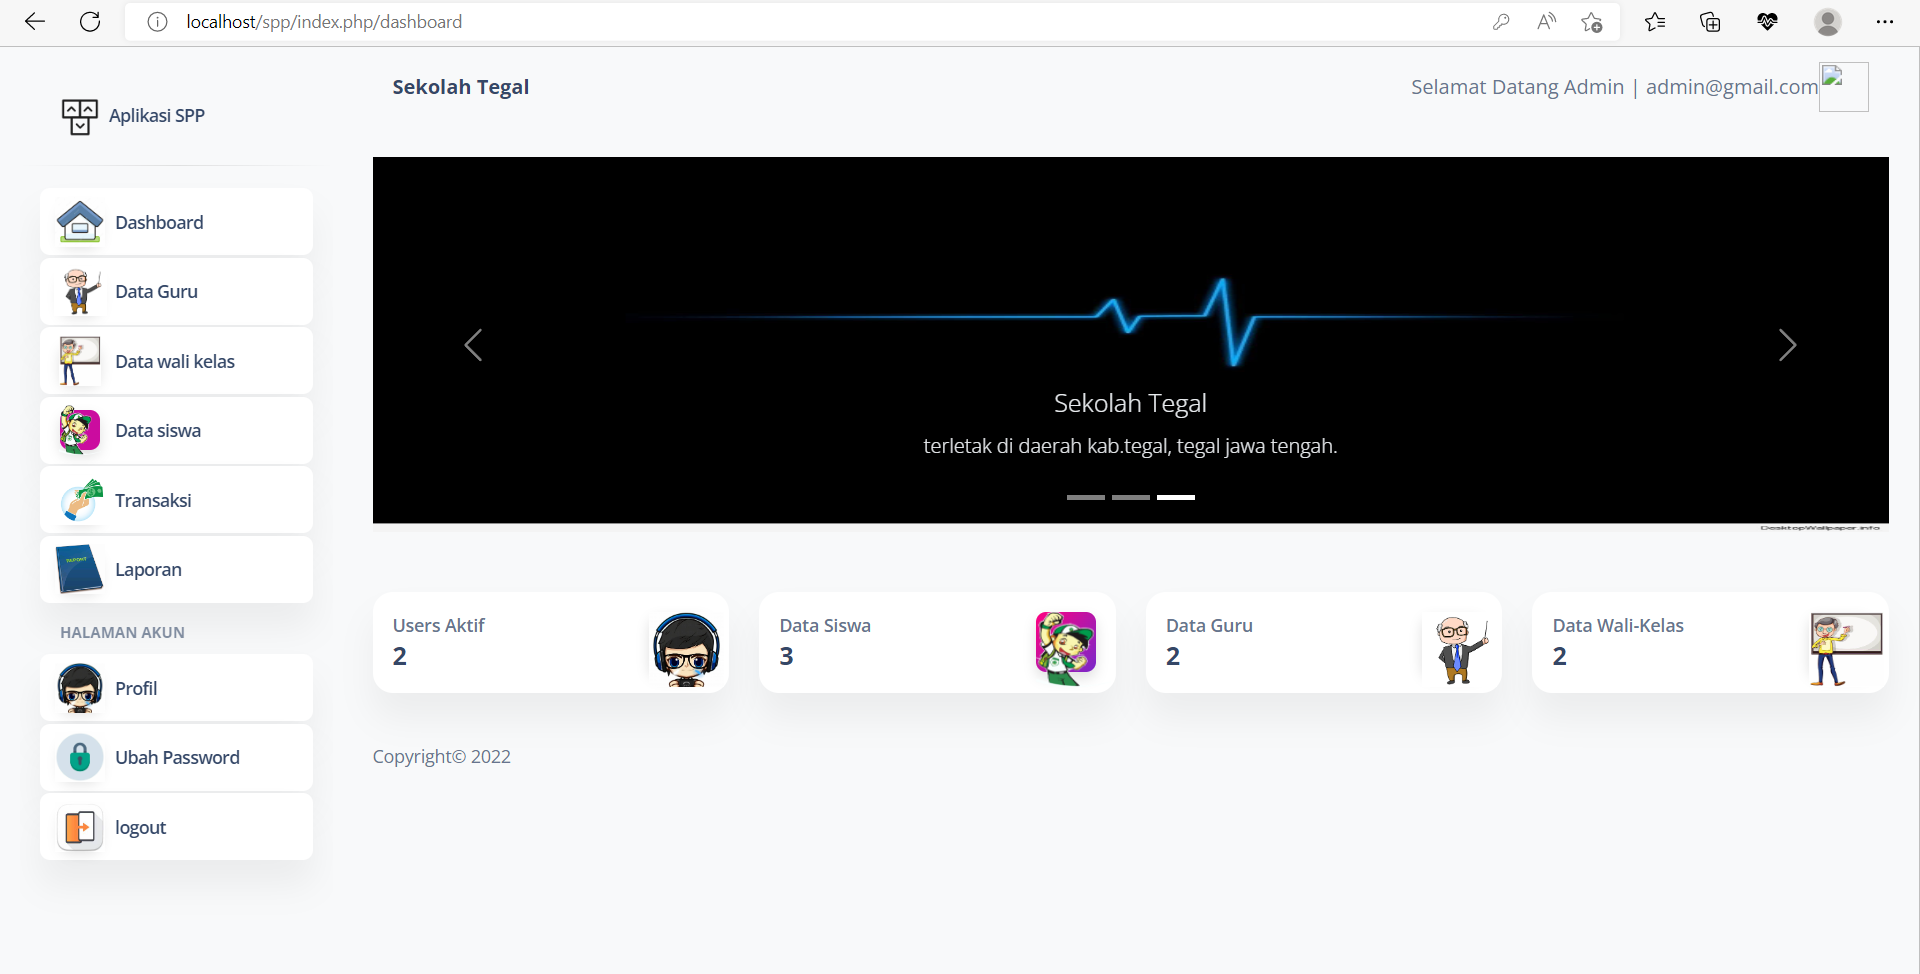 localhost/spp/index.php/dashboard
Aplikasi SPP
Sekolah Tegal
Selamat Datang Admin | admin@gmail.com
Dashboard
Data Guru
Data wali kelas
Data siswa
Transaksi
Laporan
HALAMAN AKUN
Profil
Ubah Password
logout
Sekolah Tegal
terletak di daerah kab.tegal, tegal jawa tengah.
DesktopWallpaper.info
Users Aktif
2
Data Siswa
3
Data Guru
2
Data Wali-Kelas
2
Copyright© 2022